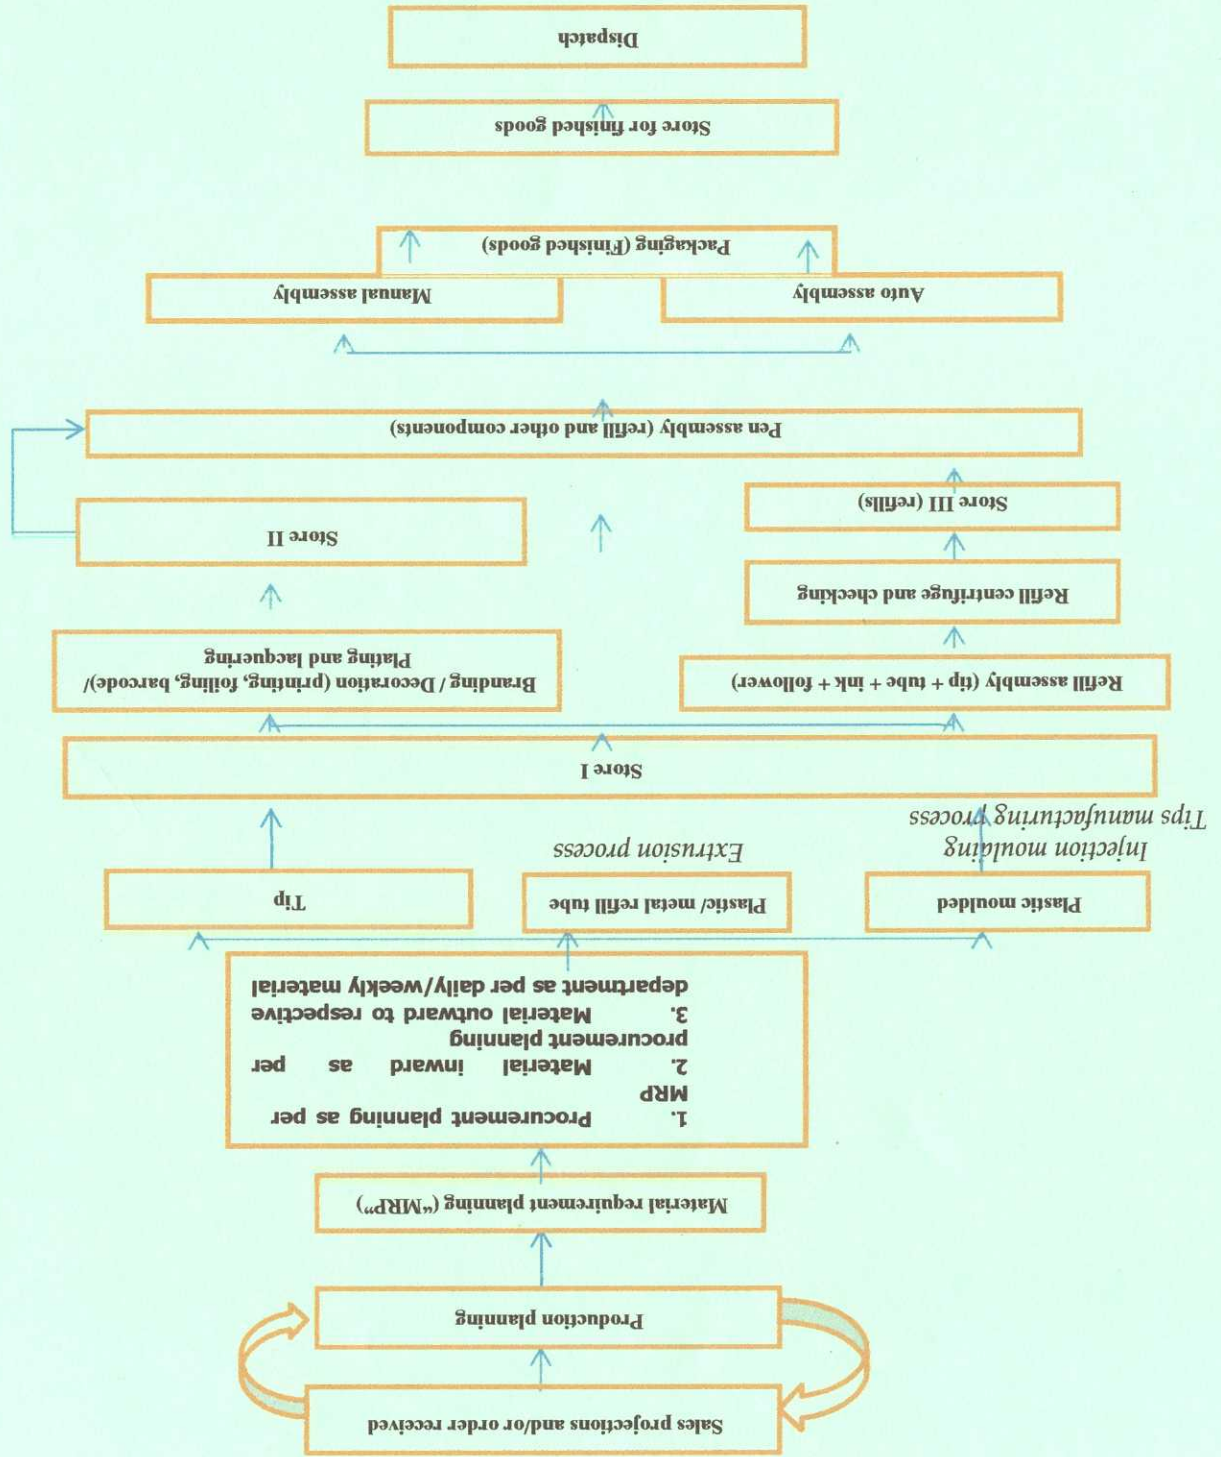 Sales projections and/or order received
Production planning
Material requirement planning (“MRP”)
1. Procurement planning as per
MRP
2. Material inward as per
procurement planning
3. Material outward to respective
department as per daily/weekly material
Plastic moulded
Plastic/ metal refill tube
Tip
Injection moulding
Extrusion process
Tips manufacturing process
Store I
Refill assembly (tip + tube + ink + follower)
Branding / Decoration (printing, foiling, barcode)/
Plating and lacquering
Refill centrifuge and checking
Store II
Store III (refills)
Pen assembly (refill and other components)
Auto assembly
Manual assembly
Packaging (Finished goods)
Store for finished goods
Dispatch